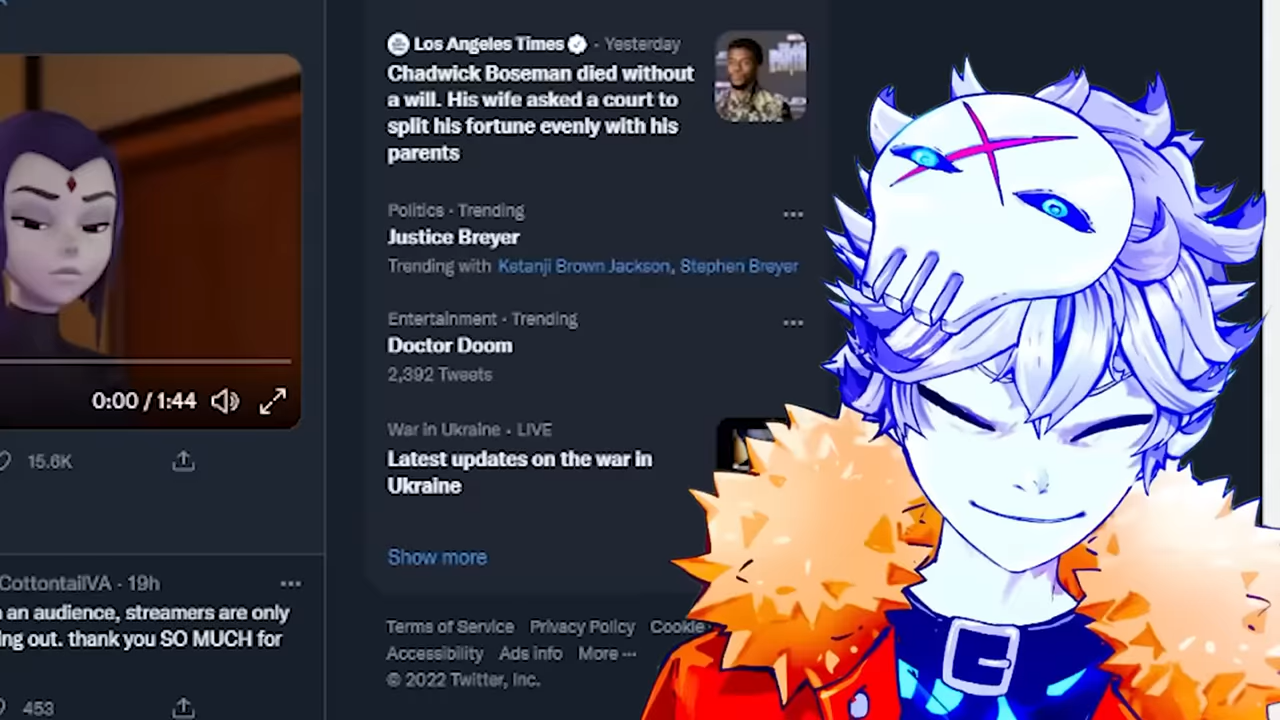 0:00 / 1:44
15.6K
CottontailVA · 19h
an audience, streamers are only
out. thank you SO MUCH for
453
Los Angeles Times · Yesterday
Chadwick Boseman died without
a will. His wife asked a court to
split his fortune evenly with his
parents
Politics · Trending
Justice Breyer
Trending with Ketanji Brown Jackson, Stephen Breyer
Entertainment · Trending
Doctor Doom
2,392 Tweets
War in Ukraine · LIVE
Latest updates on the war in
Ukraine
Show more
Terms of Service Privacy Policy Cookie
Accessibility Ads info More ···
© 2022 Twitter, Inc.